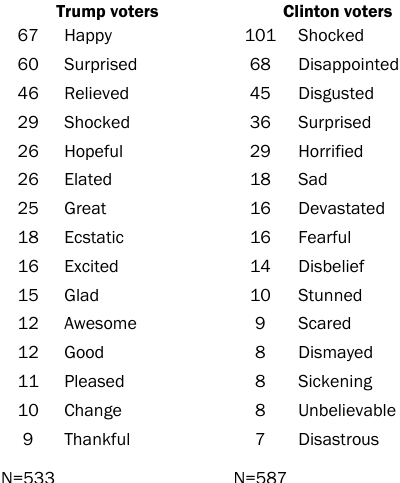 Trump voters Clinton voters
67 Happy 101 Shocked
60 Surprised 68 Disappointed
46 Relieved 45 Disgusted
29 Shocked 36 Surprised
26 Hopeful 29 Horrified
26 Elated 18 Sad
25 Great 16 Devastated
18 Ecstatic 16 Fearful
16 Excited 14 Disbelief
15 Glad 10 Stunned
12 Awesome 9 Scared
12 Good 8 Dismayed
11 Pleased 8 Sickening
10 Change 8 Unbelievable
9 Thankful 7 Disastrous
N=533 N=587